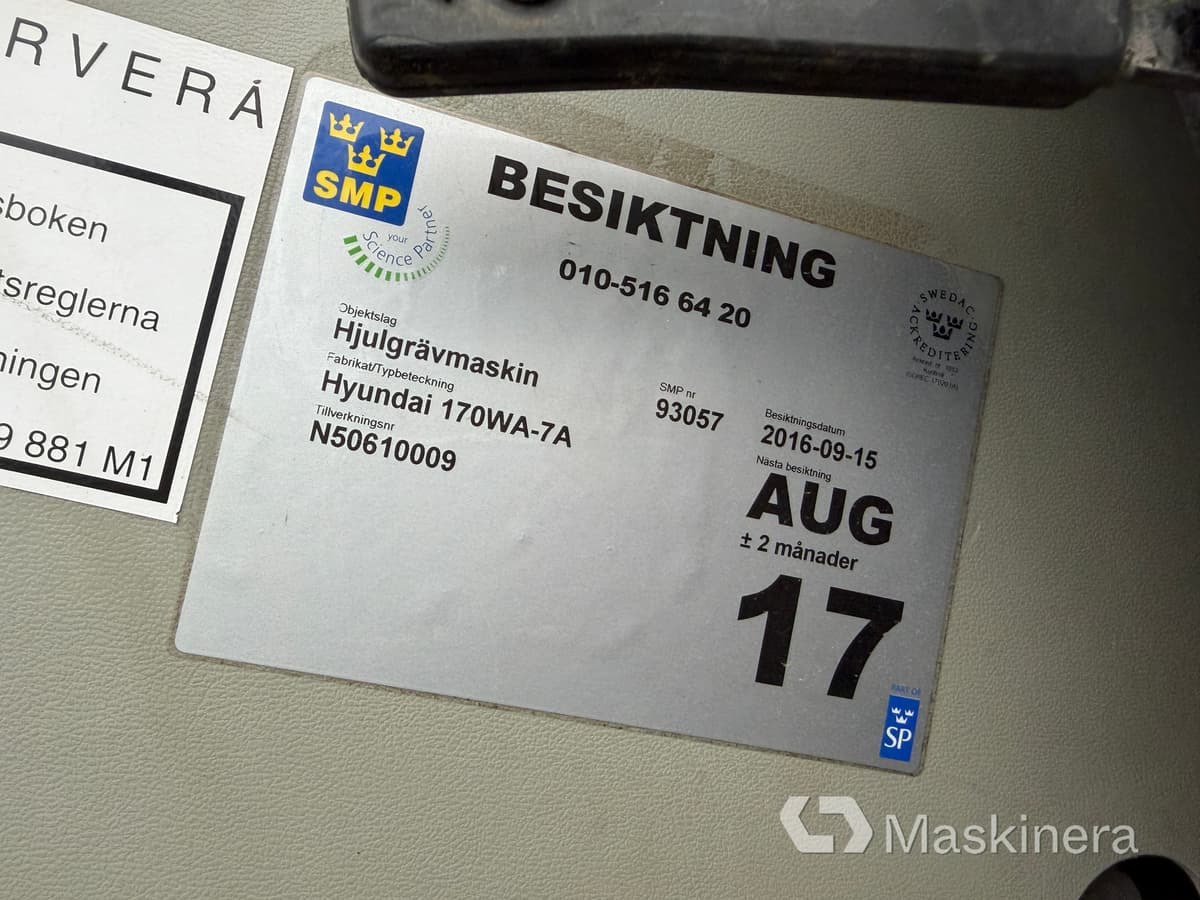 RVERÅ
sboken
tsreglerna
ningen
9 881 M1
SMP
your
Science Partner
BESIKTNING
010-516 64 20
SWEDAC
ACKREDITERING
Objektslag
Hjulgrävmaskin
Fabrikat/Typbeteckning
Hyundai 170WA-7A
Tillverkningsnr
N50610009
SMP nr
93057
Besiktningsdatum
2016-09-15
Nästa besiktning
AUG
± 2 månader
17
PART OF
SP
Maskinera